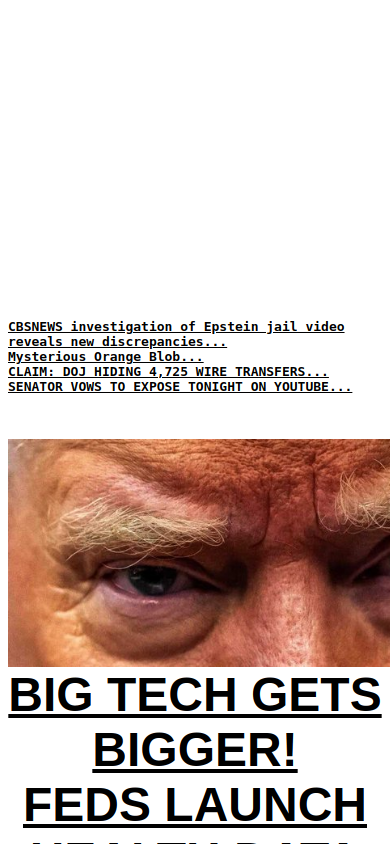 CBSNEWS investigation of Epstein jail video
reveals new discrepancies...
Mysterious Orange Blob...
CLAIM: DOJ HIDING 4,725 WIRE TRANSFERS...
SENATOR VOWS TO EXPOSE TONIGHT ON YOUTUBE...
BIG TECH GETS
BIGGER!
FEDS LAUNCH